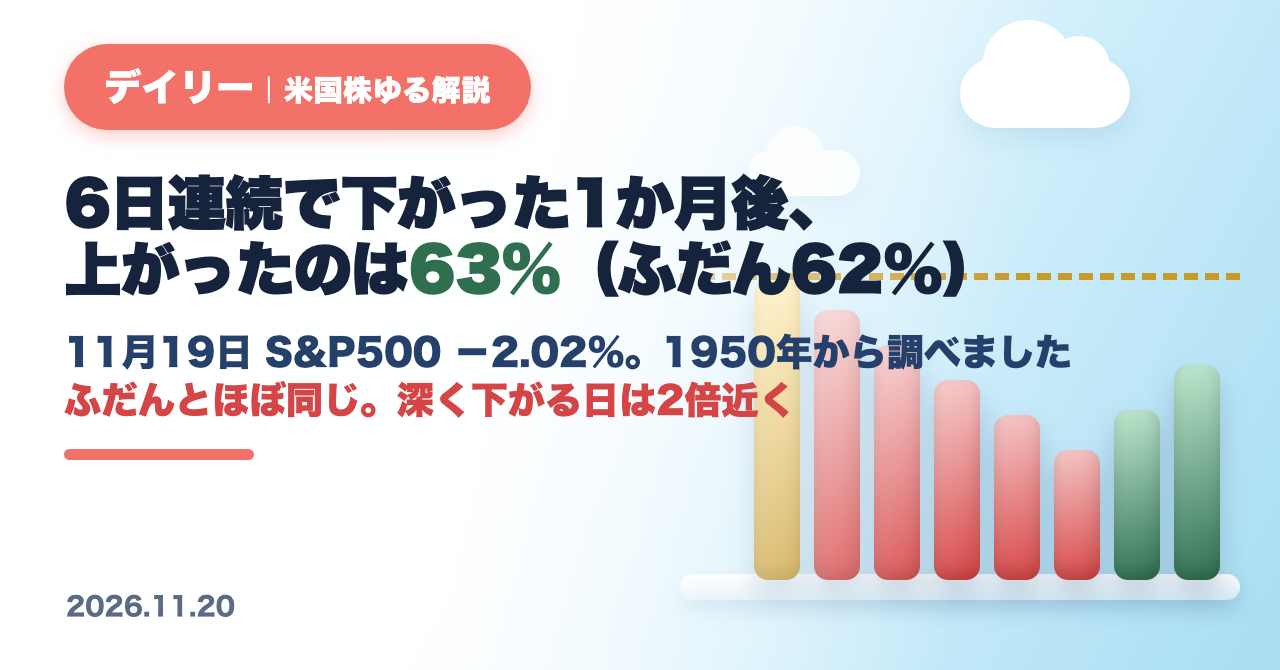 デイリー｜米国株ゆる解説
6日連続で下がった1か月後、
上がったのは63%（ふだん62%）
11月19日 S&P500 −2.02%。1950年から調べました
ふだんとほぼ同じ。深く下がる日は2倍近く
2026.11.20